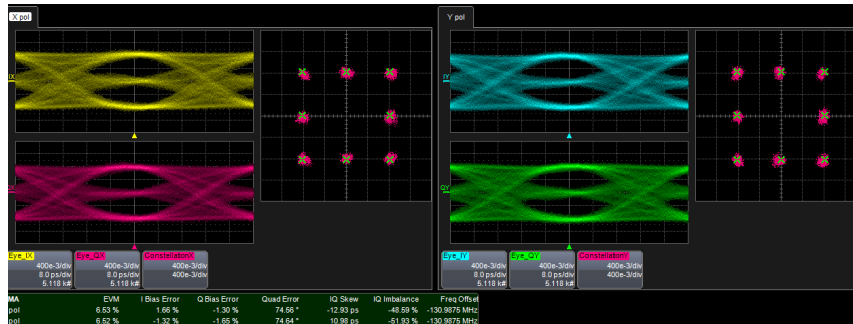 X pol
Y pol
IX
IY
QY
Eye_IX
400e-3/div
8.0 ps/div
5.118 k#
Eye_QX
400e-3/div
8.0 ps/div
5.118 k#
ConstellatonX
400e-3/div
400e-3/div
Eye_IY
400e-3/div
8.0 ps/div
5.118 k#
Eye_QY
400e-3/div
8.0 ps/div
5.118 k#
ConstellatonY
400e-3/div
400e-3/div
MA EVM I Bias Error Q Bias Error Quad Error IQ Skew IQ Imbalance Freq Offset
pol 6.53 % 1.66 % -1.30 % 74.56 ° -12.93 ps -48.59 % -130.9875 MHz
pol 6.52 % -1.32 % -1.65 % 74.64 ° 10.98 ps -51.93 % -130.9875 MHz